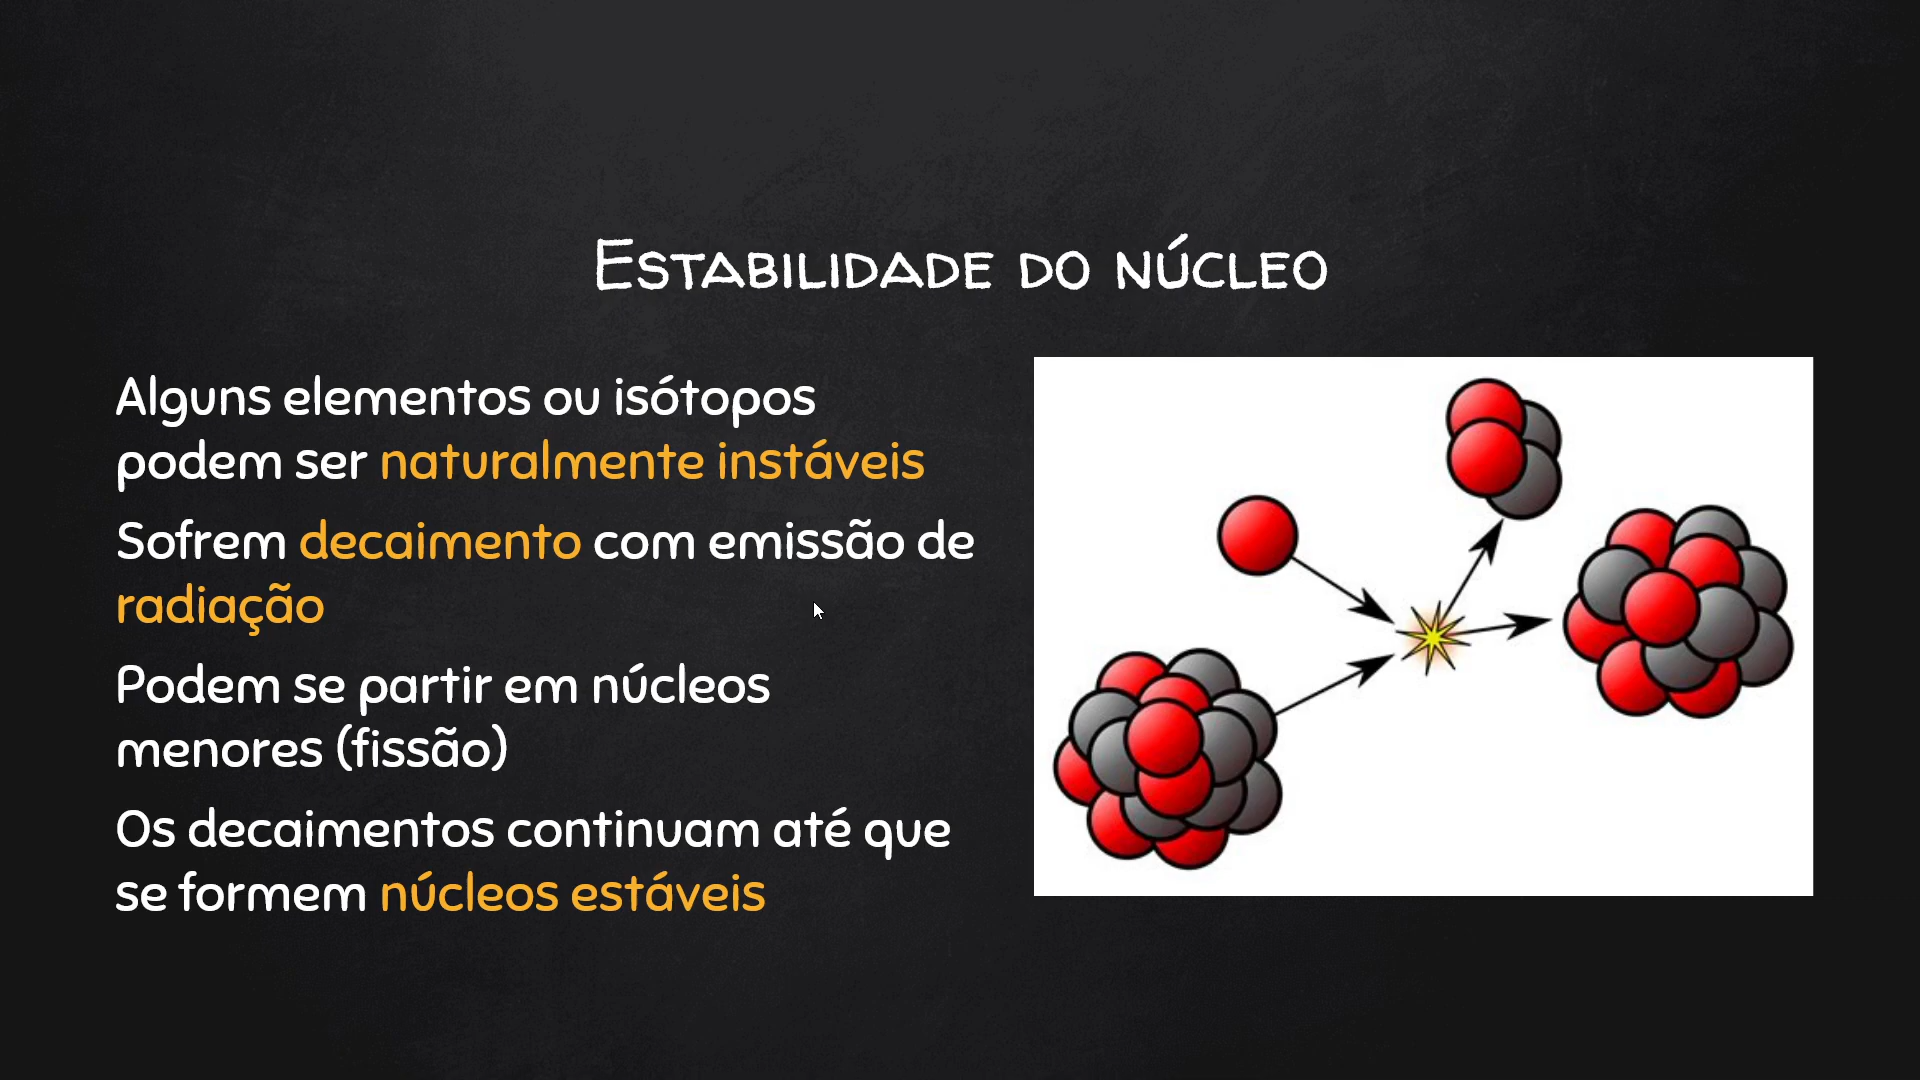 Estabilidade do núcleo
Alguns elementos ou isótopos
podem ser naturalmente instáveis
Sofrem decaimento com emissão de
radiação
Podem se partir em núcleos
menores (fissão)
Os decaimentos continuam até que
se formem núcleos estáveis